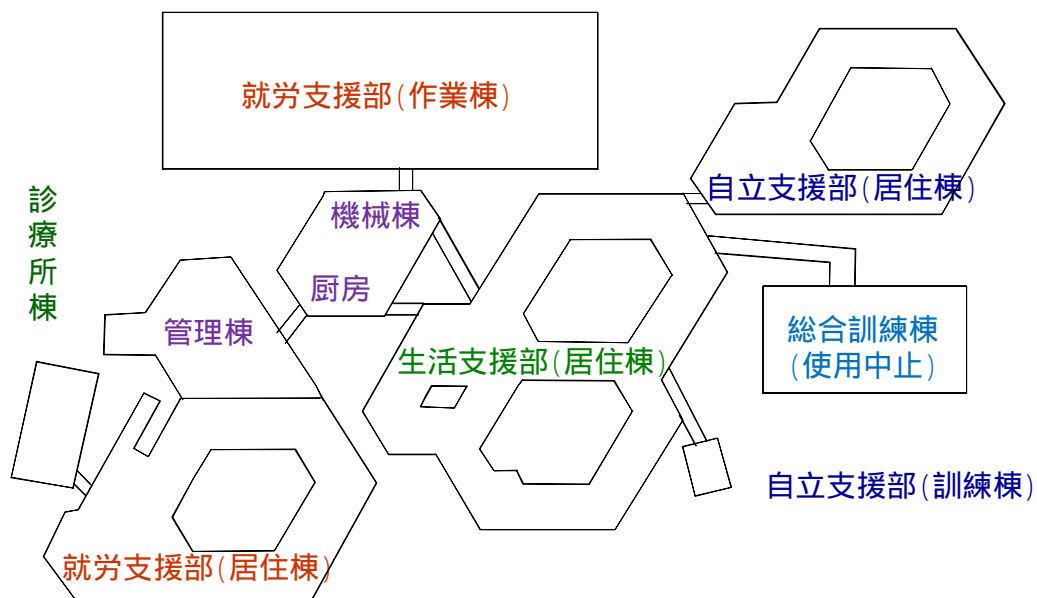 就労支援部(作業棟)
自立支援部(居住棟)
診療所棟
機械棟
厨房
管理棟
総合訓練棟
(使用中止)
生活支援部(居住棟)
自立支援部(訓練棟)
就労支援部(居住棟)